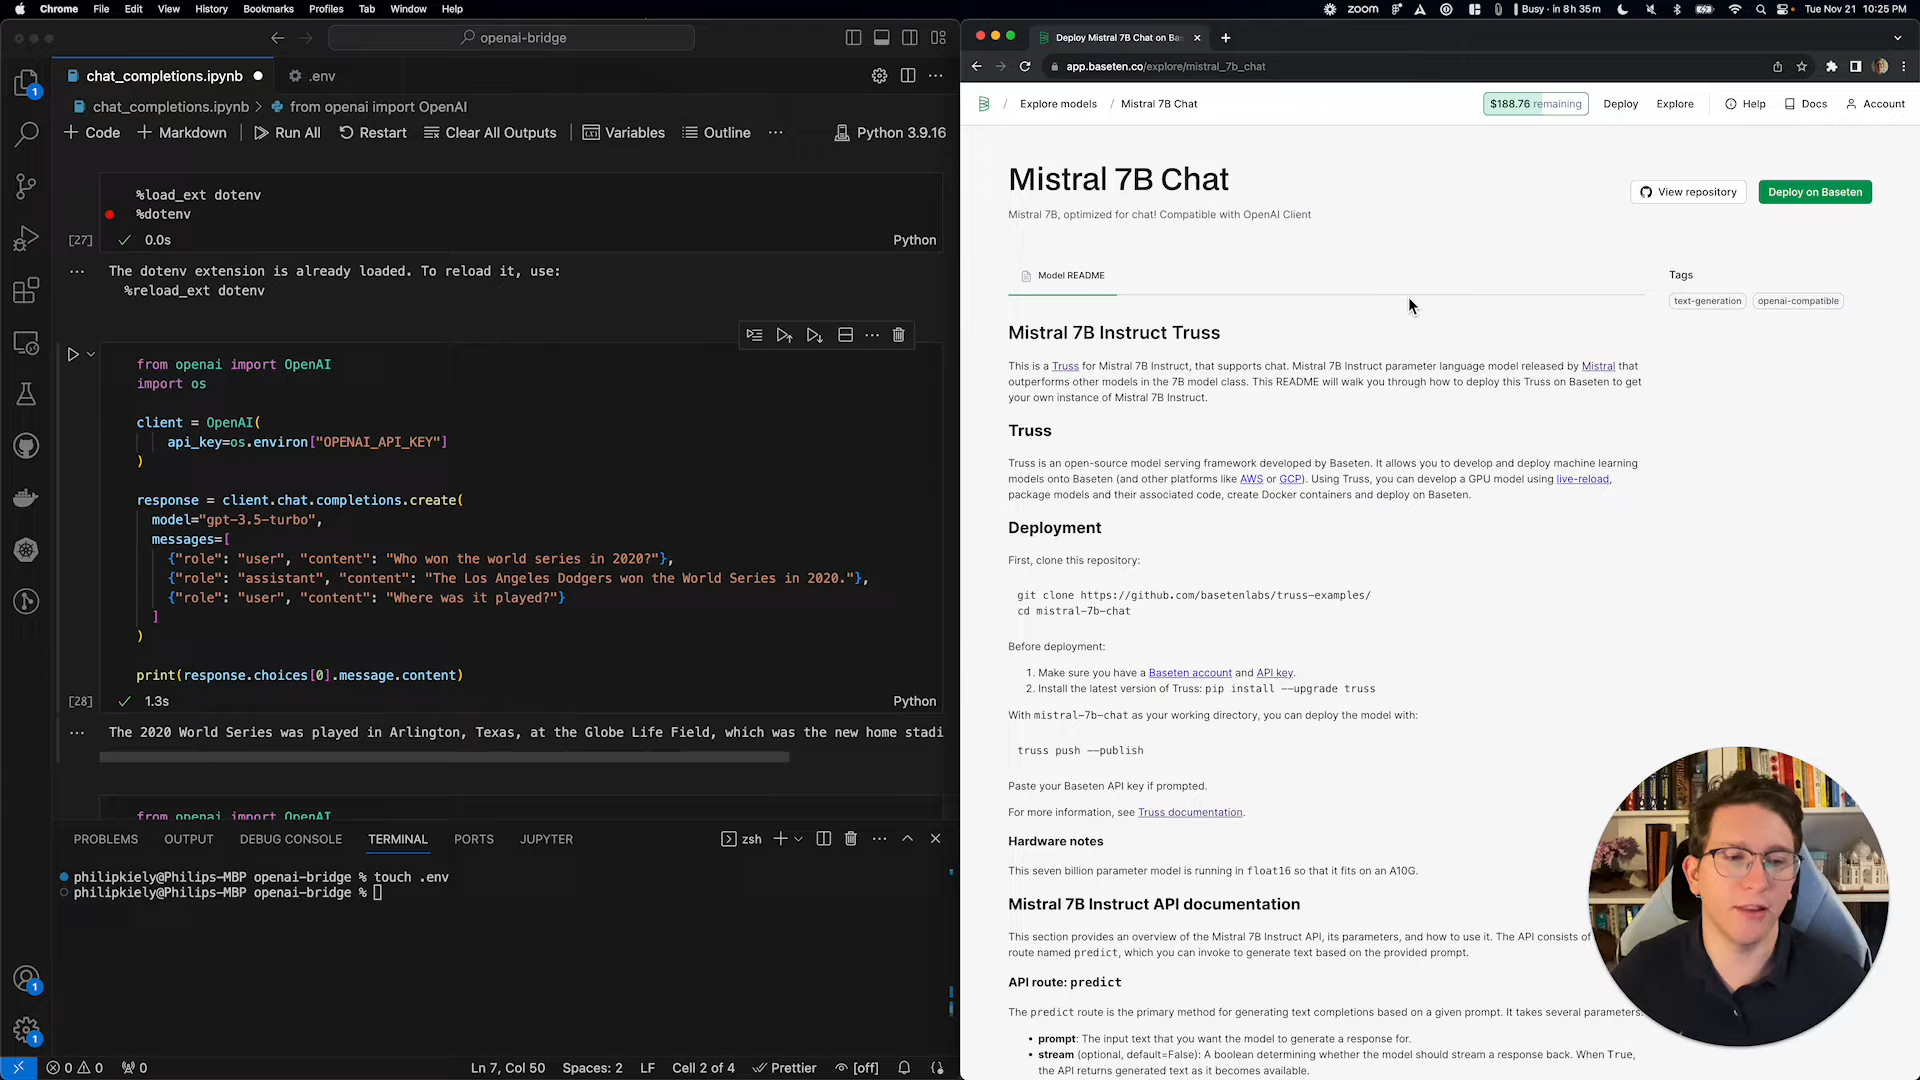 Chrome File Edit View History Bookmarks Profiles Tab Window Help
zoom Busy · in 8 h 35 m Tue Nov 21 10:25 PM
openai-bridge
chat_completions.ipynb .env
chat_completions.ipynb > from openai import OpenAI
+ Code + Markdown Run All Restart Clear All Outputs Variables Outline ... Python 3.9.16
%load_ext dotenv
%dotenv
[27] 0.0s Python
... The dotenv extension is already loaded. To reload it, use:
%reload_ext dotenv
from openai import OpenAI
import os
client = OpenAI(
api_key=os.environ["OPENAI_API_KEY"]
)
response = client.chat.completions.create(
model="gpt-3.5-turbo",
messages=[
{"role": "user", "content": "Who won the world series in 2020?"},
{"role": "assistant", "content": "The Los Angeles Dodgers won the World Series in 2020."},
{"role": "user", "content": "Where was it played?"}
]
)
print(response.choices[0].message.content)
[28] 1.3s Python
... The 2020 World Series was played in Arlington, Texas, at the Globe Life Field, which was the new home stadi
from openai import OpenAI
PROBLEMS OUTPUT DEBUG CONSOLE TERMINAL PORTS JUPYTER zsh
philipkiely@Philips-MBP openai-bridge % touch .env
philipkiely@Philips-MBP openai-bridge %
1
1
1
0 0 0 Ln 7, Col 50 Spaces: 2 LF Cell 2 of 4 Prettier [off]
Deploy Mistral 7B Chat on Bas
app.baseten.co/explore/mistral_7b_chat
/ Explore models / Mistral 7B Chat $188.76 remaining Deploy Explore Help Docs Account
Mistral 7B Chat
View repository Deploy on Baseten
Mistral 7B, optimized for chat! Compatible with OpenAI Client
Model README
Tags
text-generation openai-compatible
Mistral 7B Instruct Truss
This is a Truss for Mistral 7B Instruct, that supports chat. Mistral 7B Instruct parameter language model released by Mistral that
outperforms other models in the 7B model class. This README will walk you through how to deploy this Truss on Baseten to get
your own instance of Mistral 7B Instruct.
Truss
Truss is an open-source model serving framework developed by Baseten. It allows you to develop and deploy machine learning
models onto Baseten (and other platforms like AWS or GCP). Using Truss, you can develop a GPU model using live-reload,
package models and their associated code, create Docker containers and deploy on Baseten.
Deployment
First, clone this repository:
git clone https://github.com/basetenlabs/truss-examples/
cd mistral-7b-chat
Before deployment:
1. Make sure you have a Baseten account and API key.
2. Install the latest version of Truss: pip install --upgrade truss
With mistral-7b-chat as your working directory, you can deploy the model with:
truss push --publish
Paste your Baseten API key if prompted.
For more information, see Truss documentation.
Hardware notes
This seven billion parameter model is running in float16 so that it fits on an A10G.
Mistral 7B Instruct API documentation
This section provides an overview of the Mistral 7B Instruct API, its parameters, and how to use it. The API consists of
route named predict, which you can invoke to generate text based on the provided prompt.
API route: predict
The predict route is the primary method for generating text completions based on a given prompt. It takes several parameters:
• prompt: The input text that you want the model to generate a response for.
• stream (optional, default=False): A boolean determining whether the model should stream a response back. When True,
the API returns generated text as it becomes available.